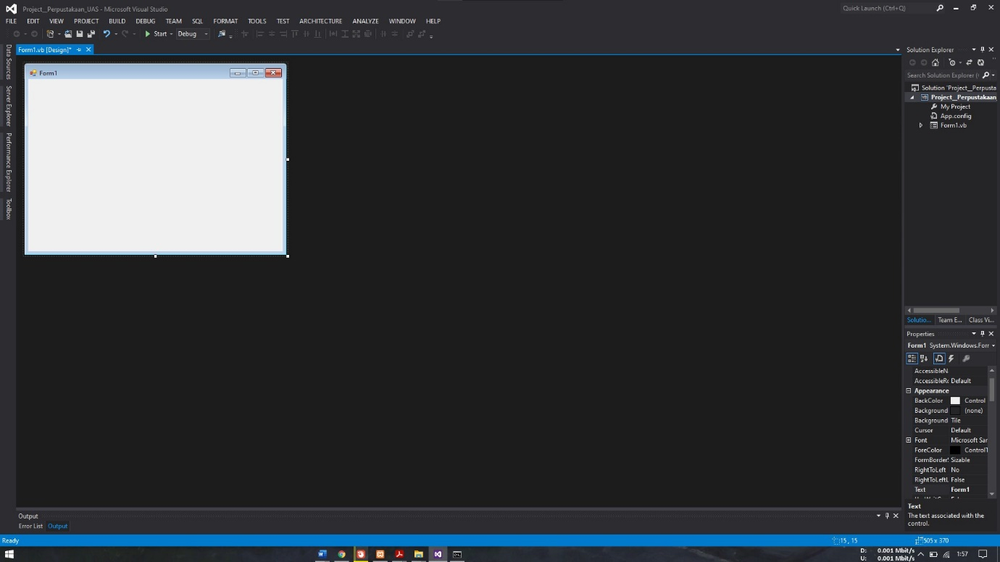 Project__Perpustakaan_UAS - Microsoft Visual Studio
Quick Launch (Ctrl+Q)
FILE EDIT VIEW PROJECT BUILD DEBUG TEAM SQL FORMAT TOOLS TEST ARCHITECTURE ANALYZE WINDOW HELP
Start Debug
Form1.vb [Design]*
Data Sources
Server Explorer
Performance Explorer
Toolbox
Form1
Solution Explorer
Search Solution Explorer (
Solution 'Project__Perpusta
Project__Perpustakaan
My Project
App.config
Form1.vb
Solutio... Team E... Class Vi...
Properties
Form1 System.Windows.Forr
AccessibleN
AccessibleRo Default
Appearance
BackColor Control
Background (none)
Background Tile
Cursor Default
Font Microsoft San
ForeColor ControlT
FormBorderS Sizable
RightToLeft No
RightToLeftL False
Text Form1
Text
The text associated with the
control.
Output
Error List Output
Ready
15 , 15
505 x 370
D: 0.001 Mbit/s
U: 0.001 Mbit/s
1:57